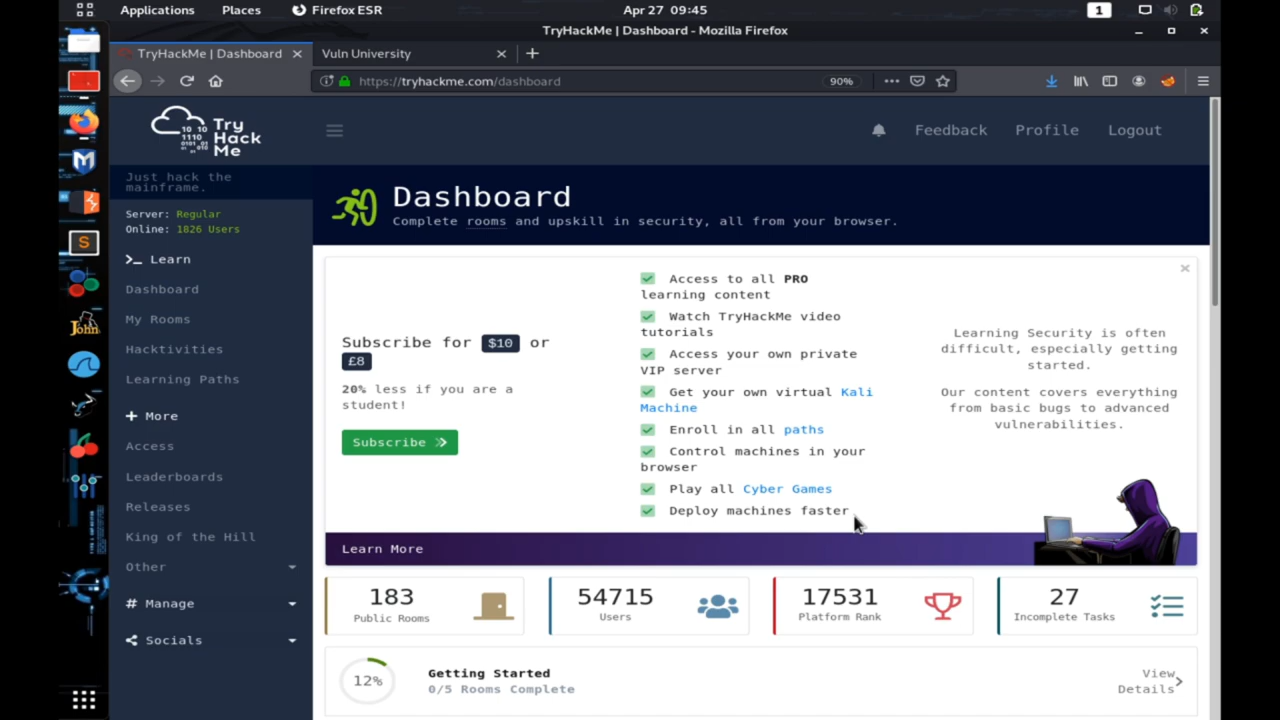 Applications Places Firefox ESR Apr 27 09:45 1
TryHackMe | Dashboard - Mozilla Firefox
TryHackMe | Dashboard Vuln University
https://tryhackme.com/dashboard 90%
Try
Hack
Me
Feedback Profile Logout
Just hack the
mainframe.
Server: Regular
Online: 1826 Users
Learn
Dashboard
My Rooms
Hacktivities
Learning Paths
More
Access
Leaderboards
Releases
King of the Hill
Other
# Manage
Socials
Dashboard
Complete rooms and upskill in security, all from your browser.
Subscribe for $10 or
£8
20% less if you are a
student!
Subscribe
Access to all PRO
learning content
Watch TryHackMe video
tutorials
Access your own private
VIP server
Get your own virtual Kali
Machine
Enroll in all paths
Control machines in your
browser
Play all Cyber Games
Deploy machines faster
Learning Security is often
difficult, especially getting
started.
Our content covers everything
from basic bugs to advanced
vulnerabilities.
Learn More
183
Public Rooms
54715
Users
17531
Platform Rank
27
Incomplete Tasks
12%
Getting Started
0/5 Rooms Complete
View
Details